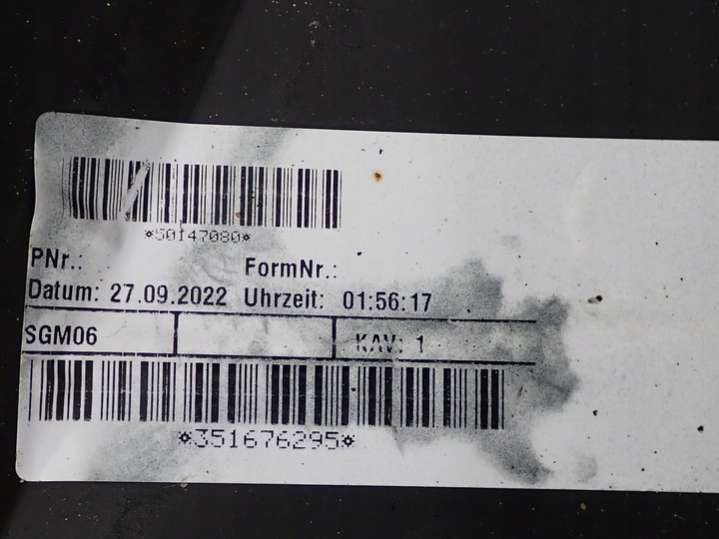 *50147080*
PNr.: FormNr.:
Datum: 27.09.2022 Uhrzeit: 01:56:17
SGM06 KAV: 1
*351676295*